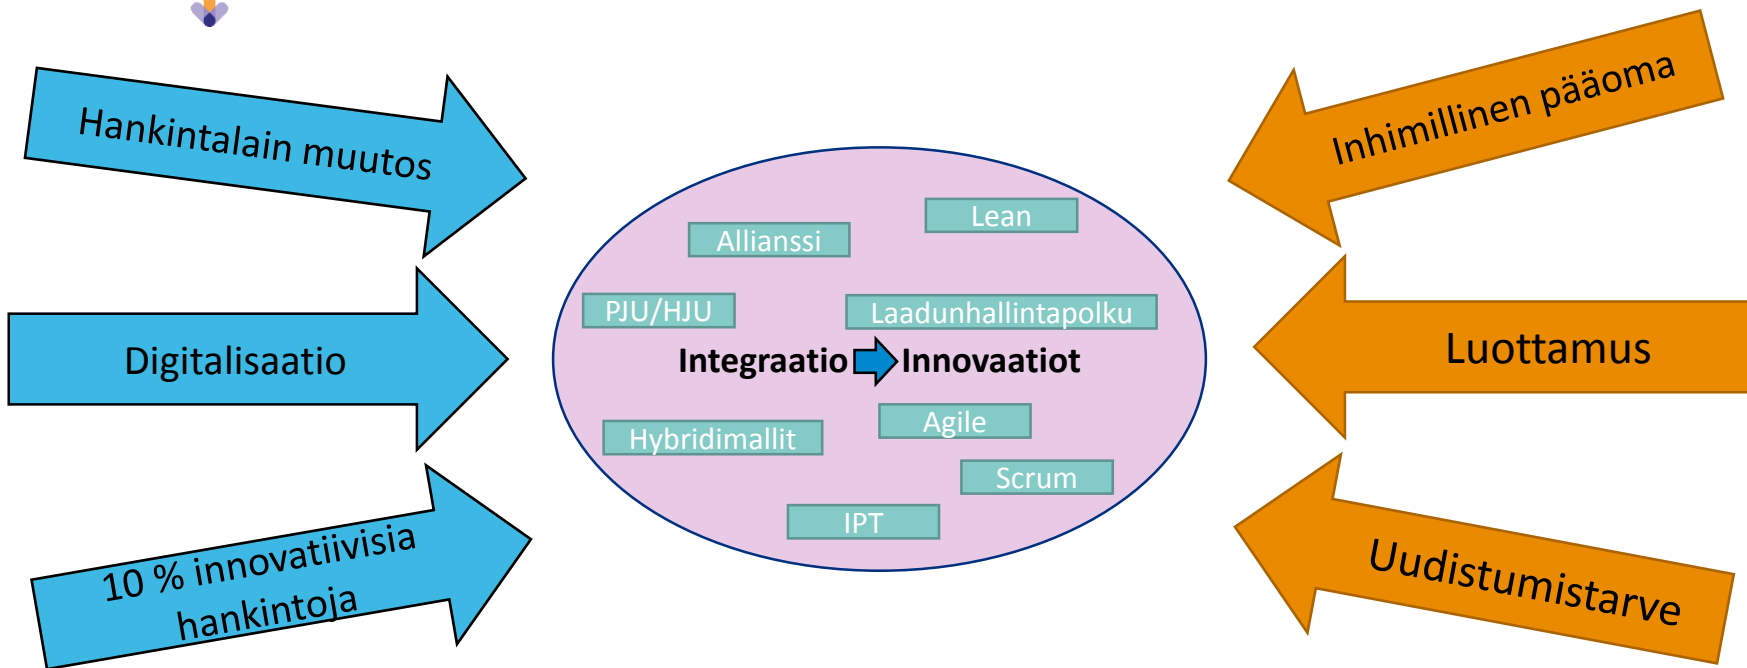 Hankintalain muutos
Digitalisaatio
10 % innovatiivisia
hankintoja
Lean
Allianssi
PJU/HJU
Laadunhallintapolku
Integraatio
Innovaatiot
Agile
Hybridimallit
Scrum
IPT
Inhimillinen pääoma
Luottamus
Uudistumistarve